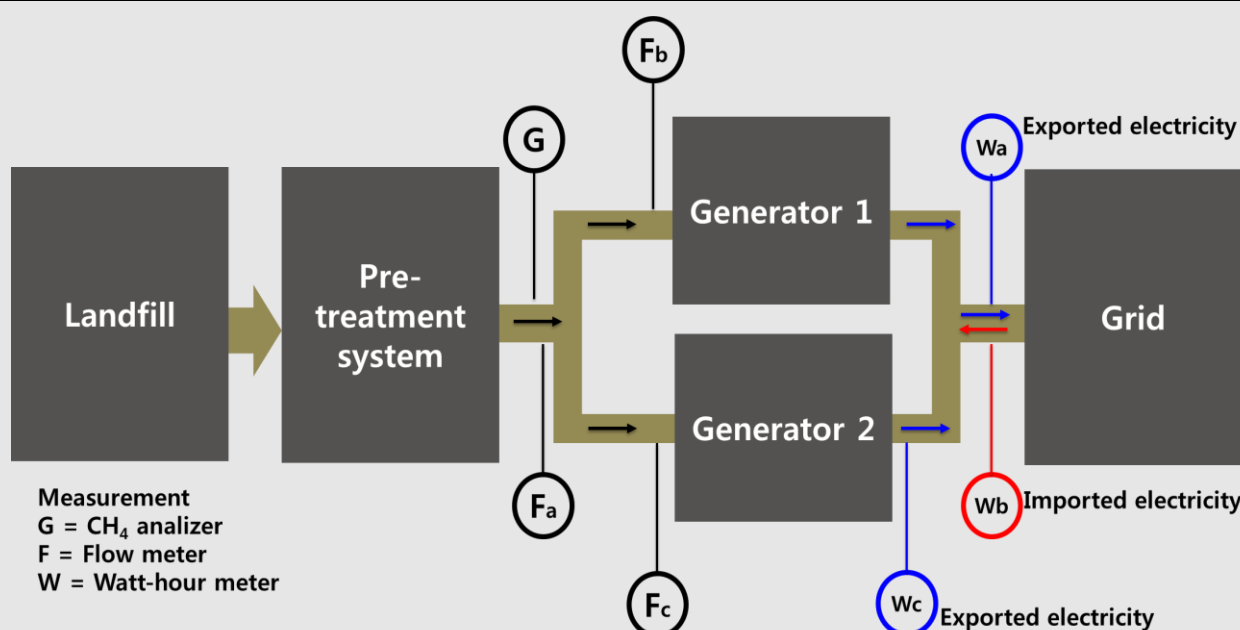 Fb
G
Wa
Exported electricity
Landfill
Pre-
treatment
system
Generator 1
Grid
Generator 2
Measurement
G = CH₄ analizer
F = Flow meter
W = Watt-hour meter
Fa
Wb
Imported electricity
Fc
Wc
Exported electricity